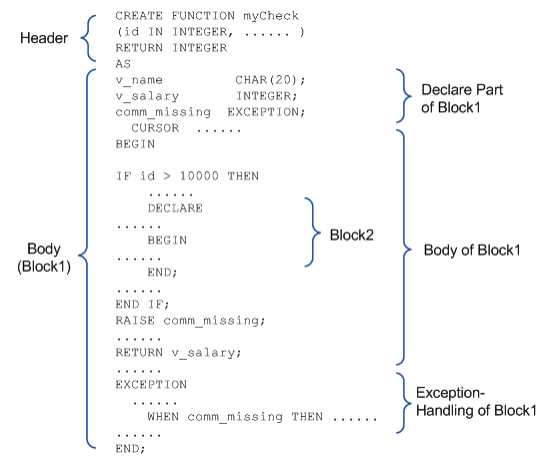 CREATE FUNCTION myCheck
Header
(id IN INTEGER, ...... )
RETURN INTEGER
AS
v_name CHAR(20);
v_salary INTEGER;
comm_missing EXCEPTION;
Declare Part
of Block1
CURSOR ......
BEGIN
IF id > 10000 THEN
......
DECLARE
......
BEGIN
......
END;
Block2
Body
(Block1)
Body of Block1
......
END IF;
RAISE comm_missing;
......
RETURN v_salary;
......
EXCEPTION
......
WHEN comm_missing THEN ......
Exception-
Handling of Block1
......
END;